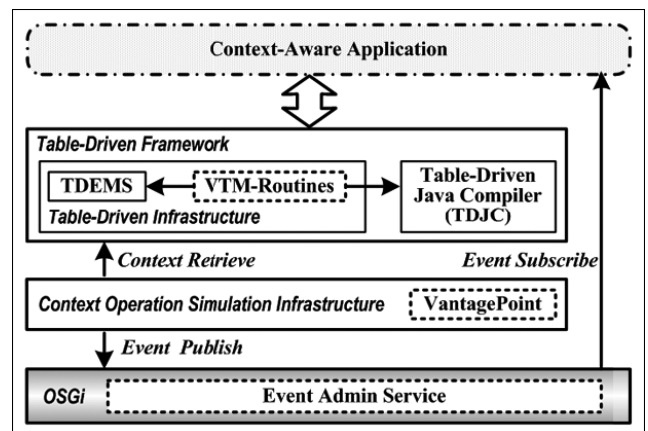 Context-Aware Application
Table-Driven Framework
TDEMS
VTM-Routines
Table-Driven Infrastructure
Table-Driven
Java Compiler
(TDJC)
Context Retrieve
Event Subscribe
Context Operation Simulation Infrastructure
VantagePoint
Event Publish
OSGi
Event Admin Service